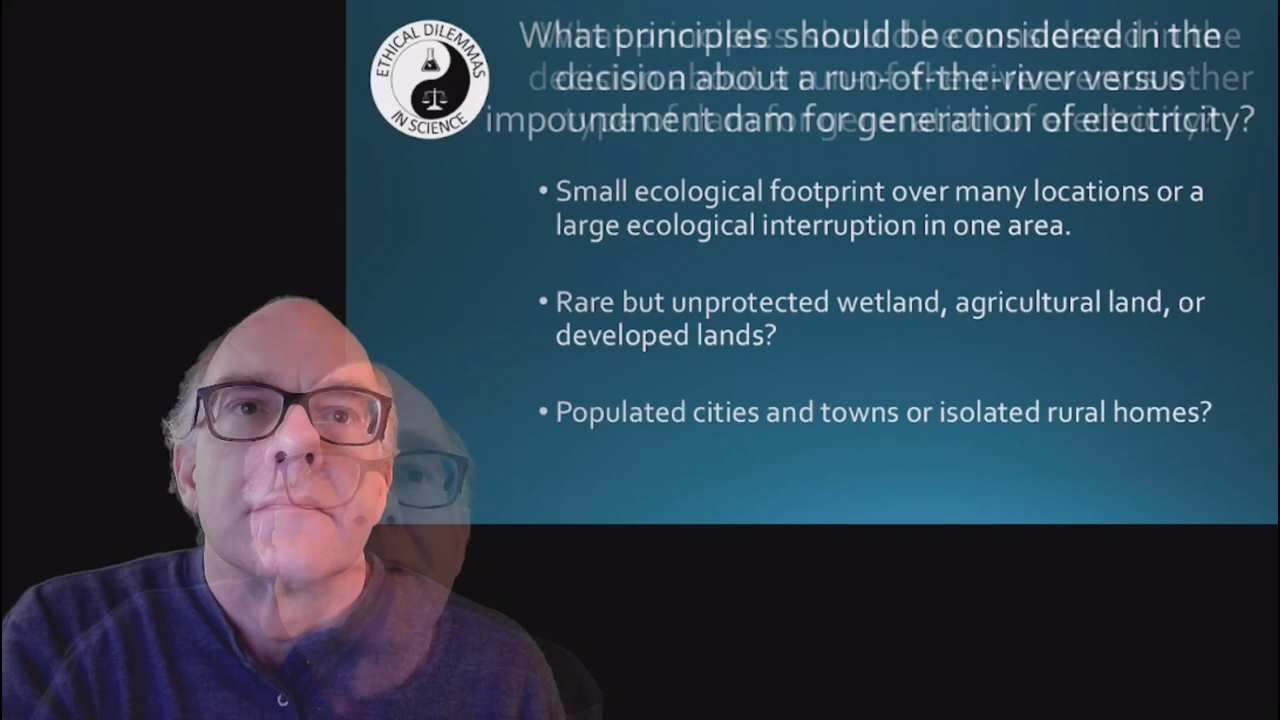 ETHICAL DILEMMAS
IN SCIENCE
What principles should be considered in the
decision about a run-of-the-river versus
impoundment dam for generation of electricity?
• Small ecological footprint over many locations or a
large ecological interruption in one area.
• Rare but unprotected wetland, agricultural land, or
developed lands?
• Populated cities and towns or isolated rural homes?